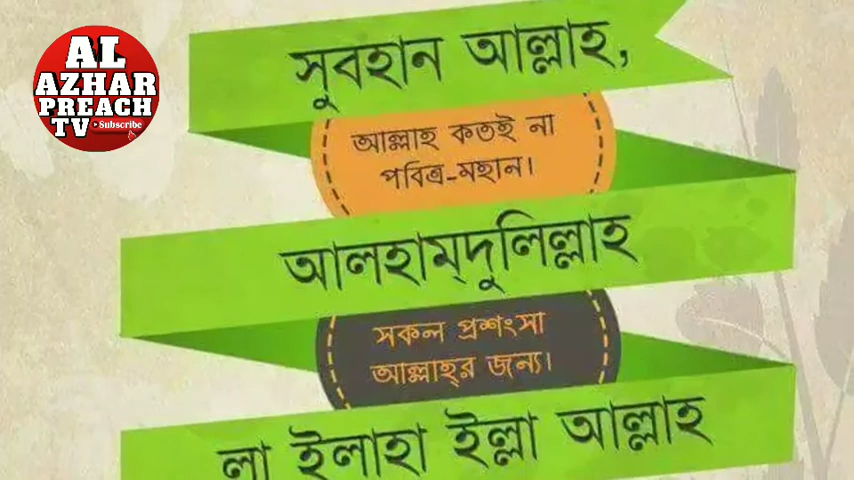 AL
AZHAR
PREACH
TV Subscribe
সুবহান আল্লাহ,
আল্লাহ কতই না
পবিত্র-মহান।
আলহাম্‌দুলিল্লাহ
সকল প্রশংসা
আল্লাহ্‌র জন্য।
লা ইলাহা ইল্লা আল্লাহ